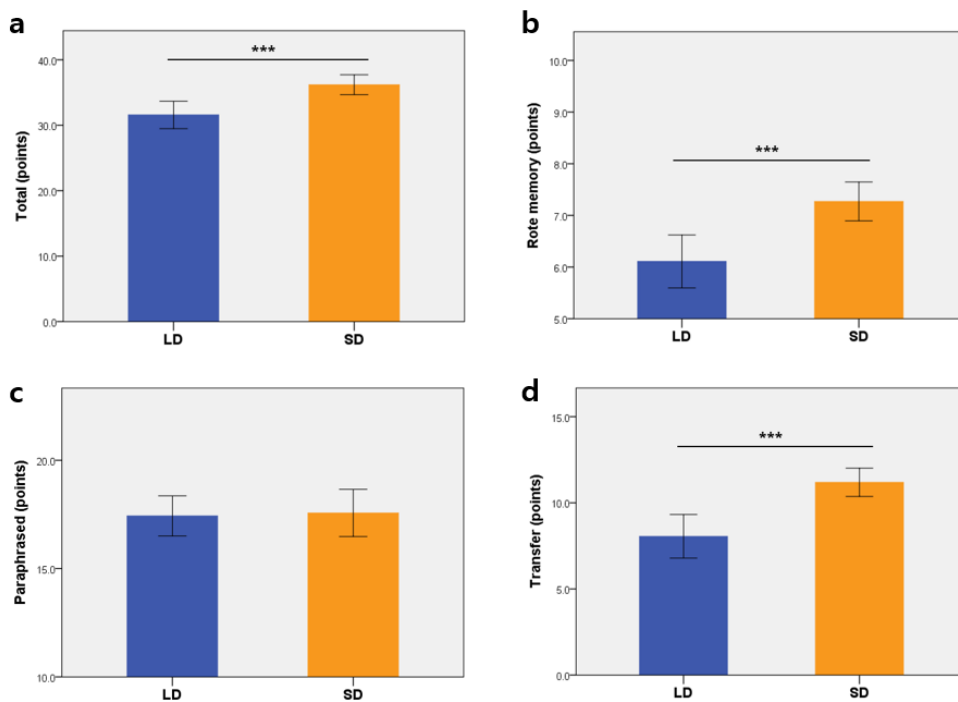 a
***
Total (points)
40.0
30.0
20.0
10.0
0.0
LD SD
b
***
Rote memory (points)
10.0
9.0
8.0
7.0
6.0
5.0
LD SD
c
Paraphrased (points)
20.0
15.0
10.0
LD SD
d
***
Transfer (points)
15.0
10.0
5.0
0.0
LD SD